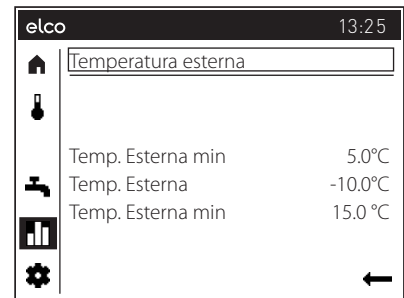 elco 13:25
Temperatura esterna
Temp. Esterna min 5.0°C
Temp. Esterna -10.0°C
Temp. Esterna min 15.0 °C